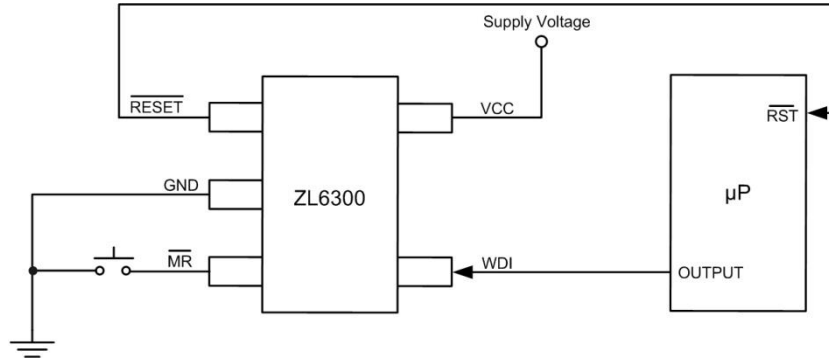 Supply Voltage
RESET
VCC
RST
GND
ZL6300
µP
MR
WDI
OUTPUT